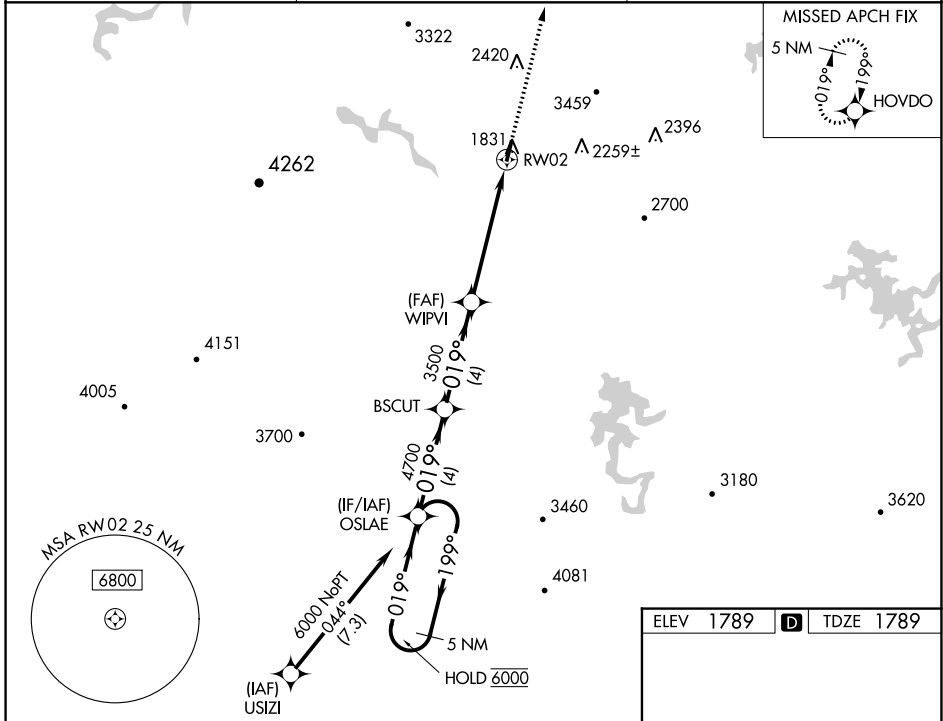 MISSED APCH FIX
5 NM
019°
199°
HOVDO
3322
2420
3459
1831
2396
2259±
RW02
4262
2700
(FAF)
WIPVI
4151
3500
019°
(4)
4005
BSCUT
3700
4700
019°
(4)
(IF/IAF)
OSLAE
3460
3180
3620
MSA RW02 25 NM
6800
6000 NoPT
044°
(7.3)
019°
199°
4081
5 NM
HOLD 6000
(IAF)
USIZI
ELEV 1789 D TDZE 1789